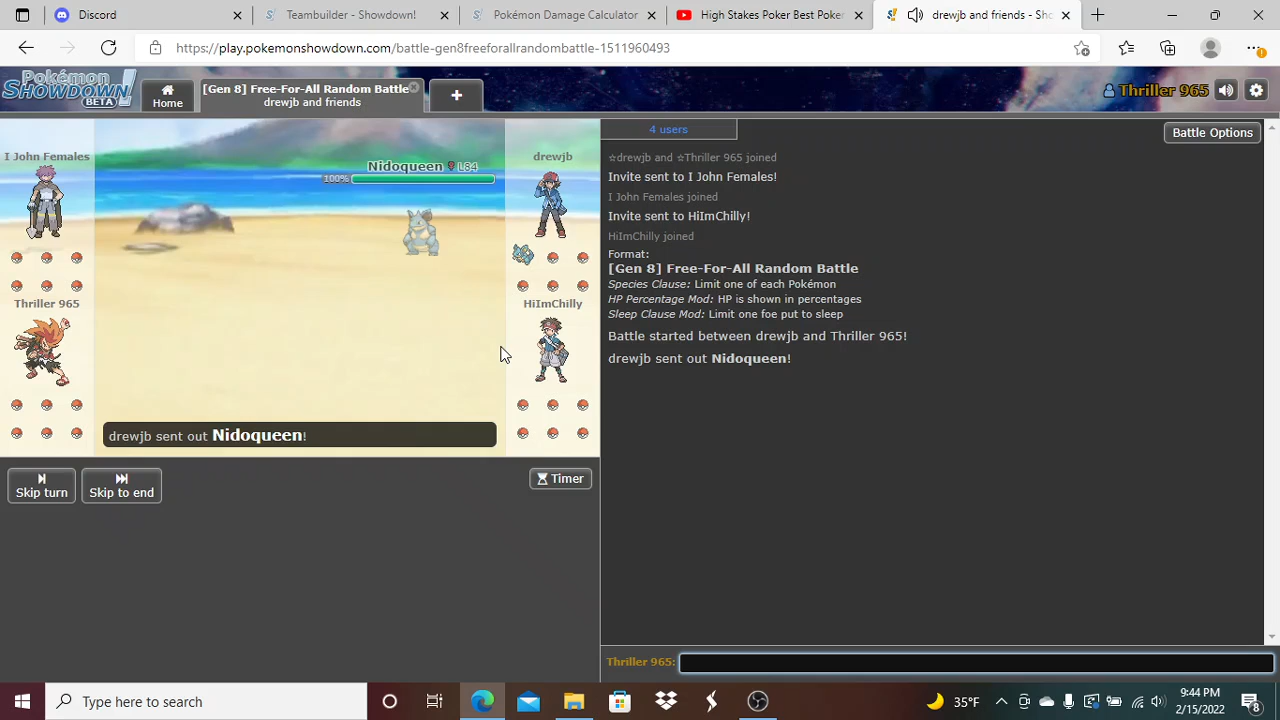 Discord
Teambuilder - Showdown!
Pokémon Damage Calculator
High Stakes Poker Best Poker
drewjb and friends - Sho
https://play.pokemonshowdown.com/battle-gen8freeforallrandombattle-1511960493
Pokémon
SHOWDOWN!
BETA
Home
[Gen 8] Free-For-All Random Battle
drewjb and friends
Thriller 965
I John Females
Thriller 965
Nidoqueen L84
100%
drewjb
HiImChilly
drewjb sent out Nidoqueen!
Skip turn
Skip to end
Timer
4 users
Battle Options
☆drewjb and ☆Thriller 965 joined
Invite sent to I John Females!
I John Females joined
Invite sent to HiImChilly!
HiImChilly joined
Format:
[Gen 8] Free-For-All Random Battle
Species Clause: Limit one of each Pokémon
HP Percentage Mod: HP is shown in percentages
Sleep Clause Mod: Limit one foe put to sleep
Battle started between drewjb and Thriller 965!
drewjb sent out Nidoqueen!
Thriller 965:
Type here to search
35°F
9:44 PM
2/15/2022
8